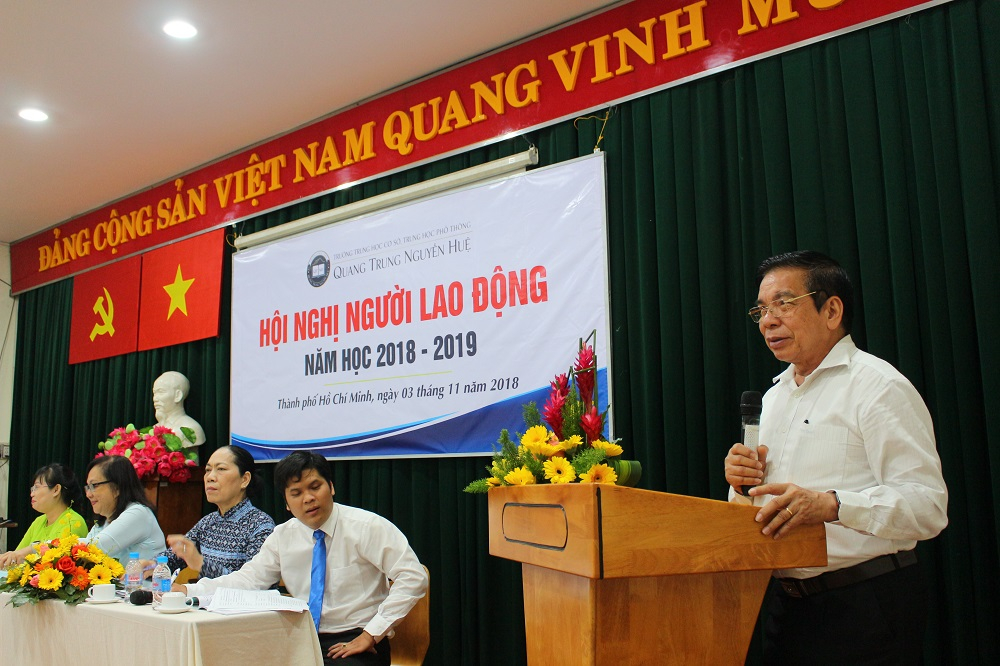 ĐẢNG CỘNG SẢN VIỆT NAM QUANG VINH MU
TRƯỜNG TRUNG HỌC CƠ SỞ, TRUNG HỌC PHỔ THÔNG
QUANG TRUNG NGUYỄN HUỆ
HỘI NGHỊ NGƯỜI LAO ĐỘNG
NĂM HỌC 2018 - 2019
Thành phố Hồ Chí Minh, ngày 03 tháng 11 năm 2018